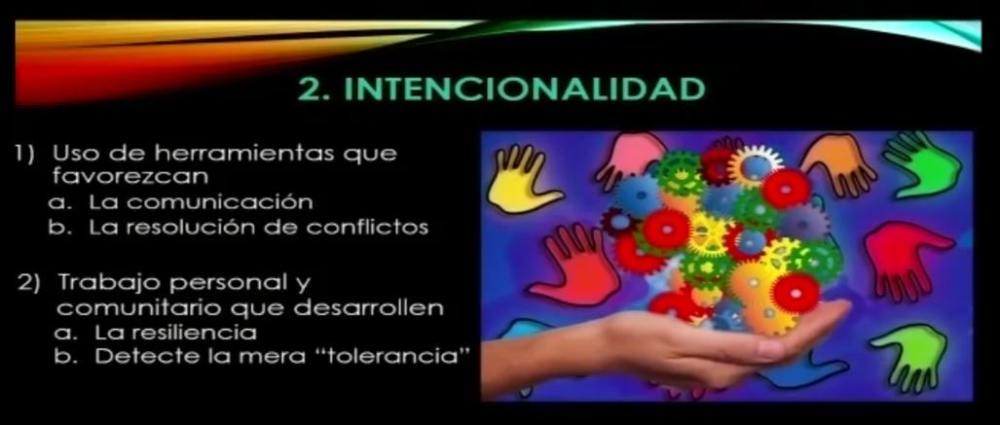 2. INTENCIONALIDAD
1) Uso de herramientas que
favorezcan
a. La comunicación
b. La resolución de conflictos
2) Trabajo personal y
comunitario que desarrollen
a. La resiliencia
b. Detecte la mera “tolerancia”